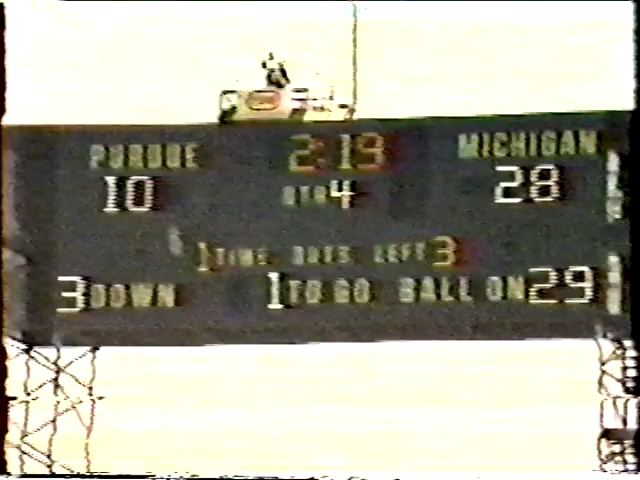 PURDUE 2:19 MICHIGAN
10 QTR 4 28
1 TIME OUTS LEFT 3
3 DOWN 1 TO GO BALL ON 29